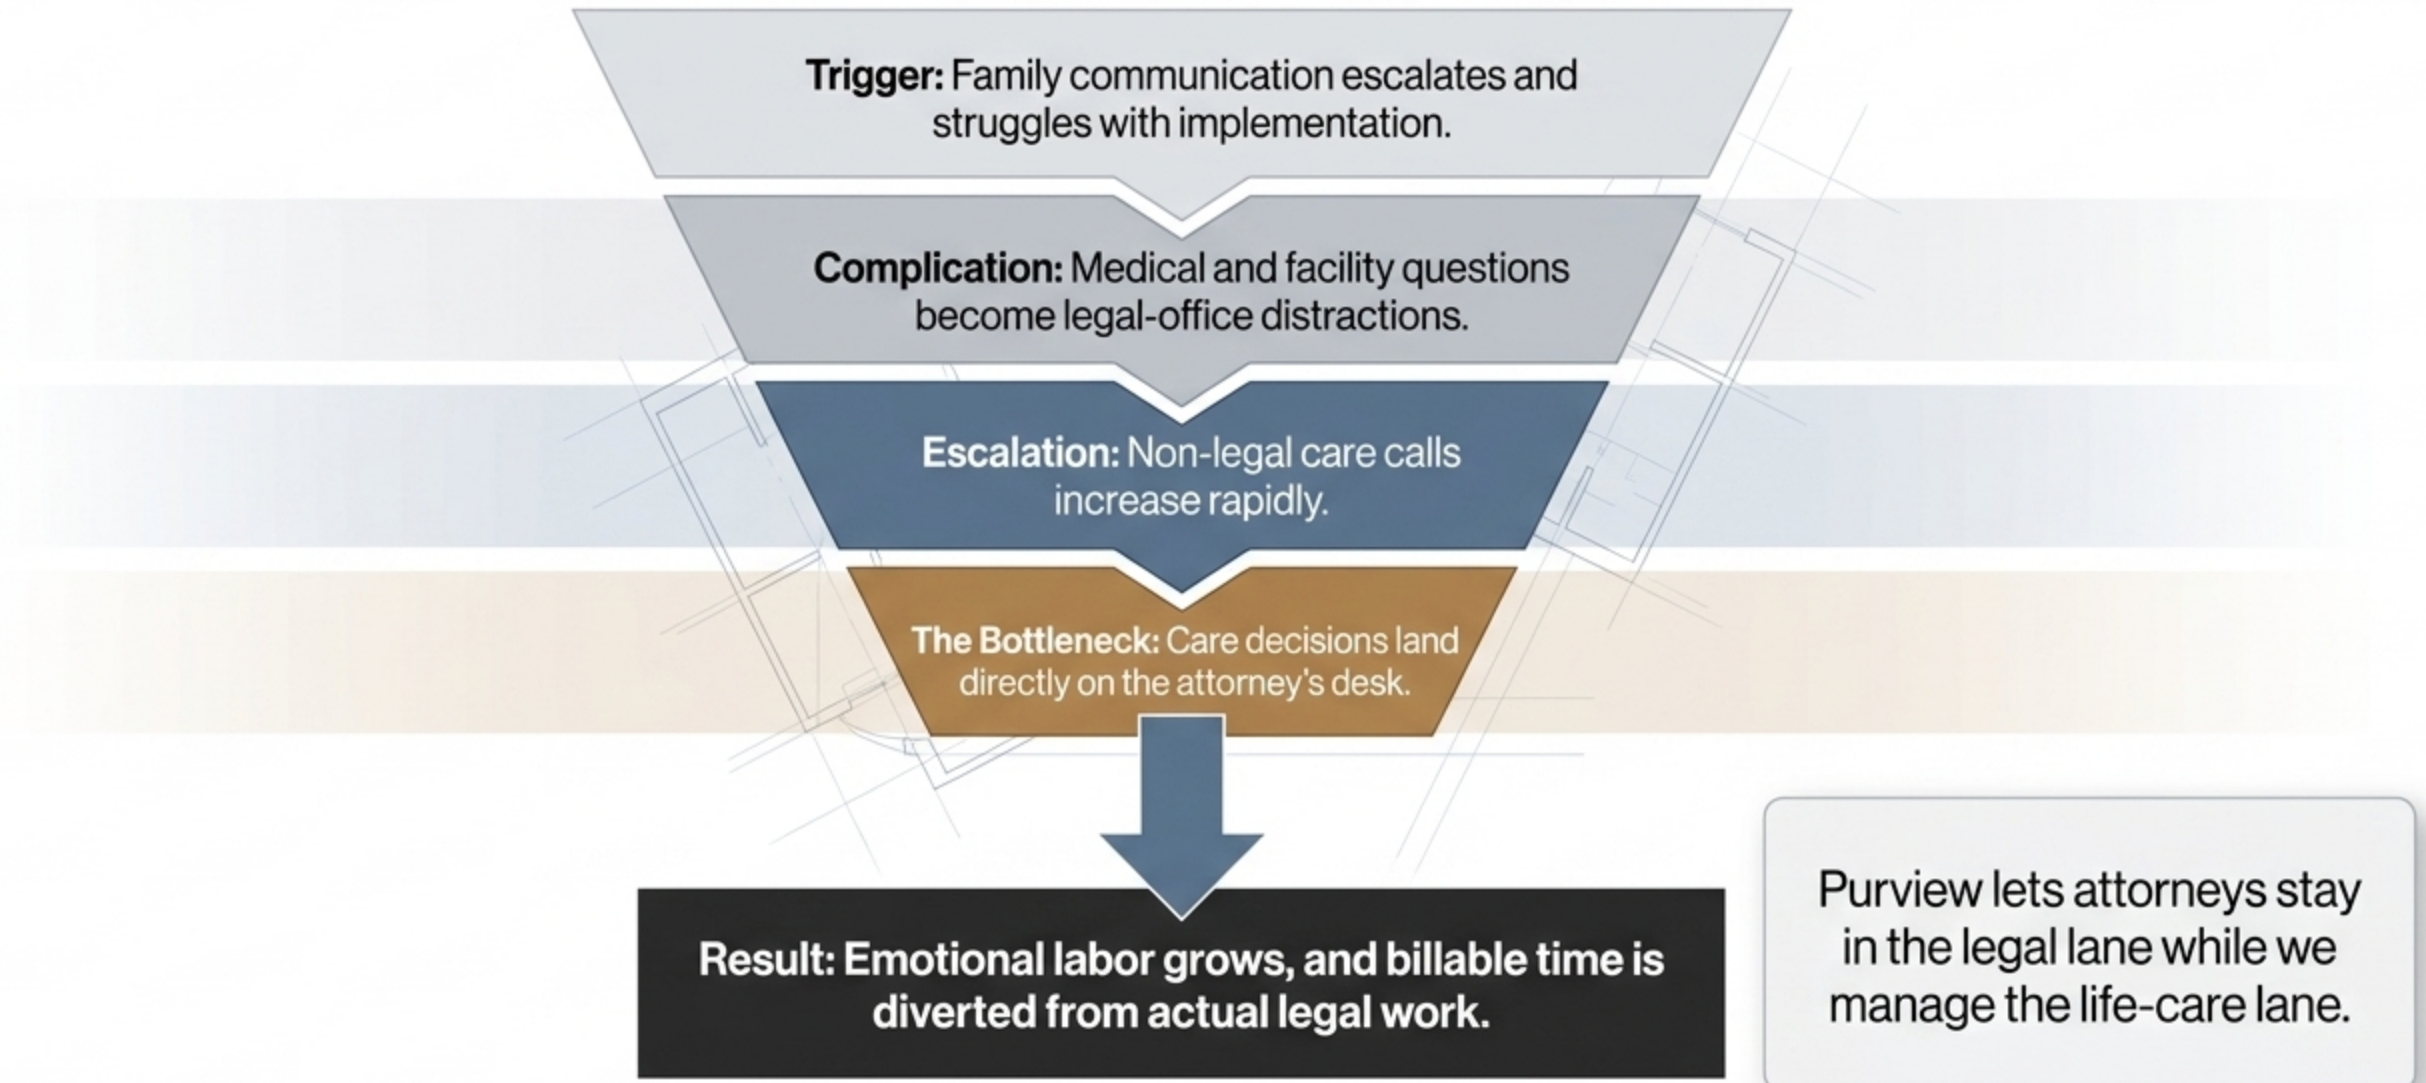 Trigger: Family communication escalates and
struggles with implementation.
Complication: Medical and facility questions
become legal-office distractions.
Escalation: Non-legal care calls
increase rapidly.
The Bottleneck: Care decisions land
directly on the attorney's desk.
Result: Emotional labor grows, and billable time is
diverted from actual legal work.
Purview lets attorneys stay
in the legal lane while we
manage the life-care lane.